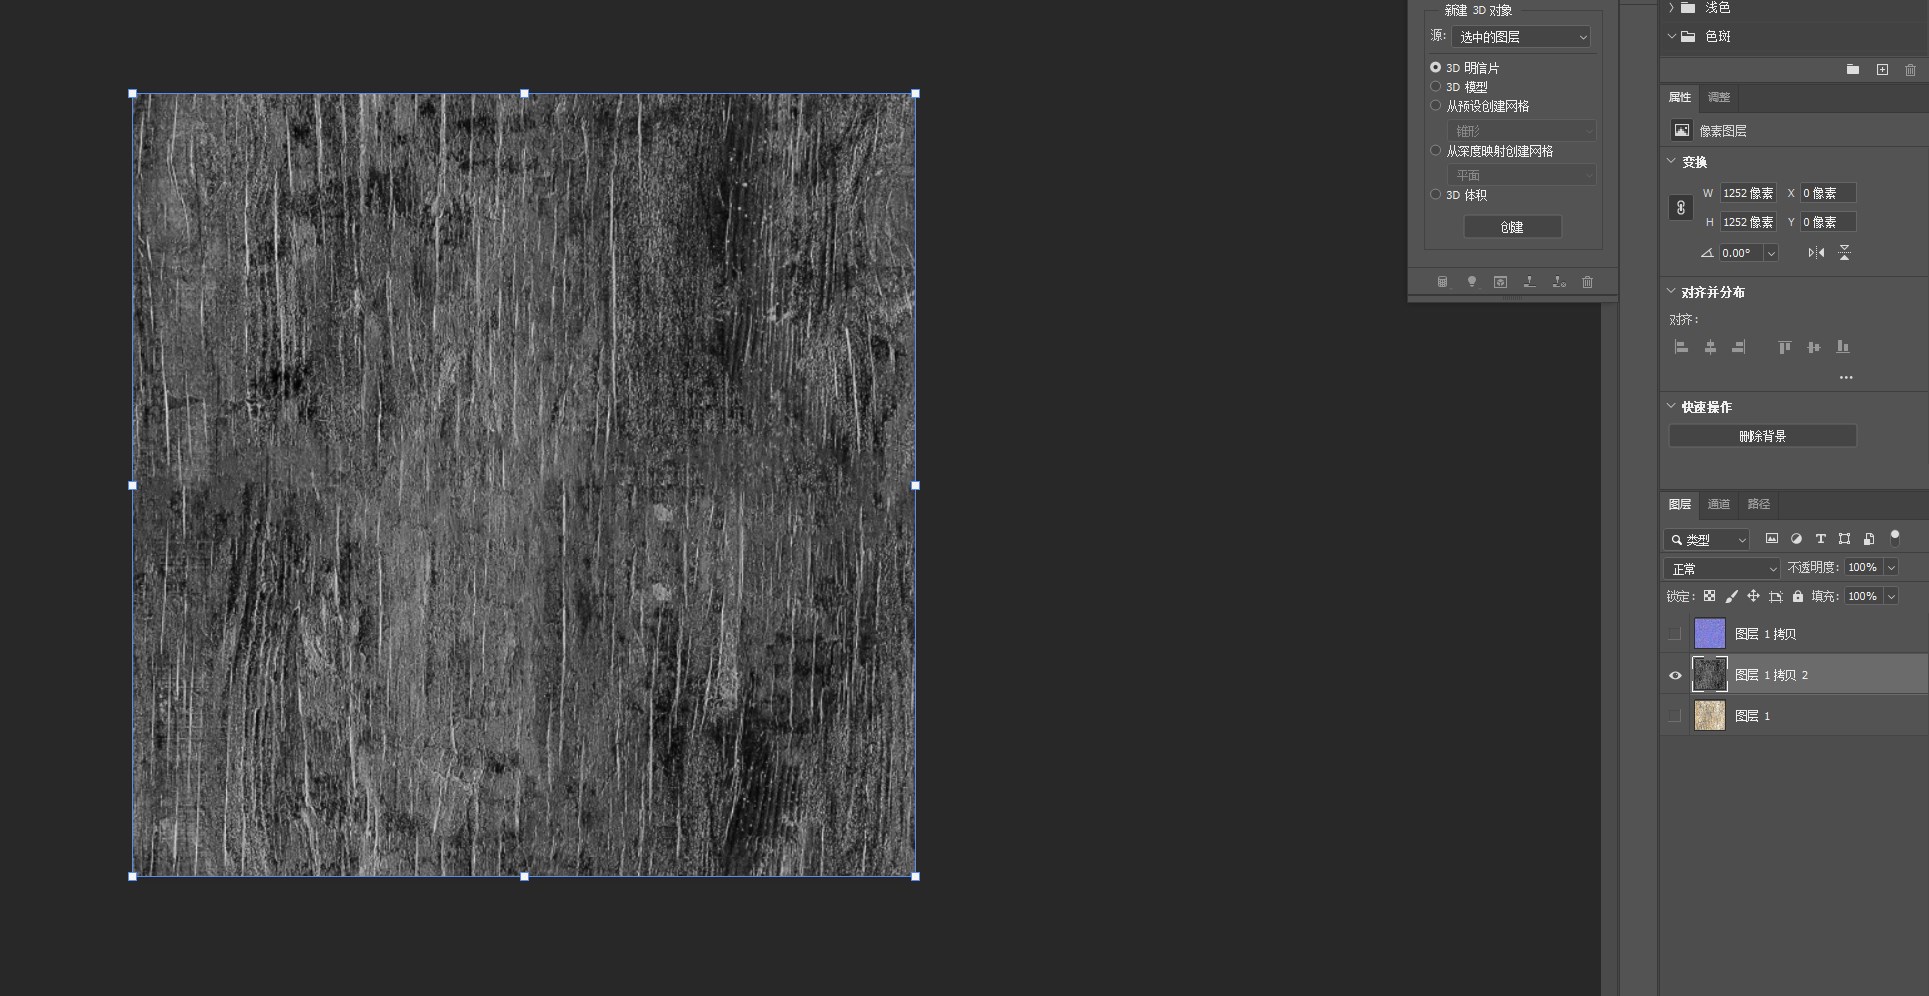 新建 3D 对象
源: 选中的图层
3D 明信片
3D 模型
从预设创建网格
锥形
从深度映射创建网格
平面
3D 体积
创建
浅色
色斑
属性 调整
像素图层
变换
W 1252 像素 X 0 像素
H 1252 像素 Y 0 像素
0.00°
对齐并分布
对齐:
快速操作
删除背景
图层 通道 路径
类型
正常 不透明度: 100%
锁定: 填充: 100%
图层 1 拷贝
图层 1 拷贝 2
图层 1